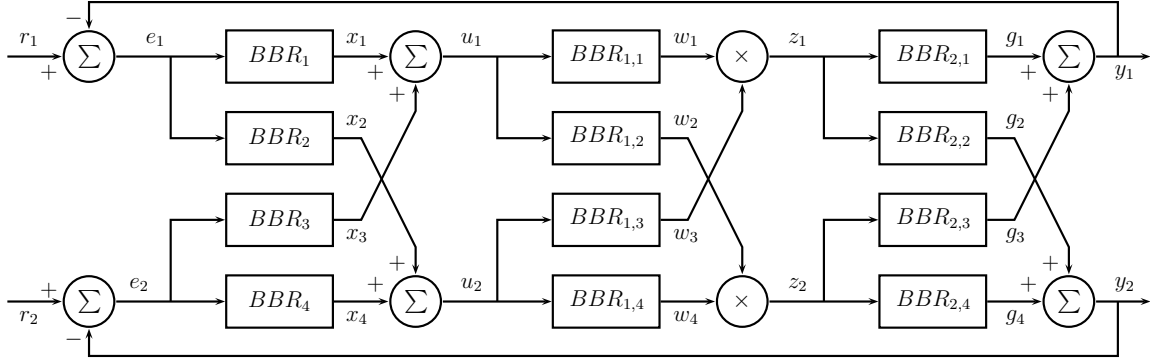 −
r₁ + Σ e₁ BBR₁ x₁ + Σ u₁ BBR₁,₁ w₁ × z₁ BBR₂,₁ g₁ + Σ y₁
+ +
BBR₂ x₂ BBR₁,₂ w₂ BBR₂,₂ g₂
BBR₃ x₃ BBR₁,₃ w₃ BBR₂,₃ g₃
+ +
r₂ + Σ e₂ BBR₄ x₄ + Σ u₂ BBR₁,₄ w₄ × z₂ BBR₂,₄ g₄ + Σ y₂
−